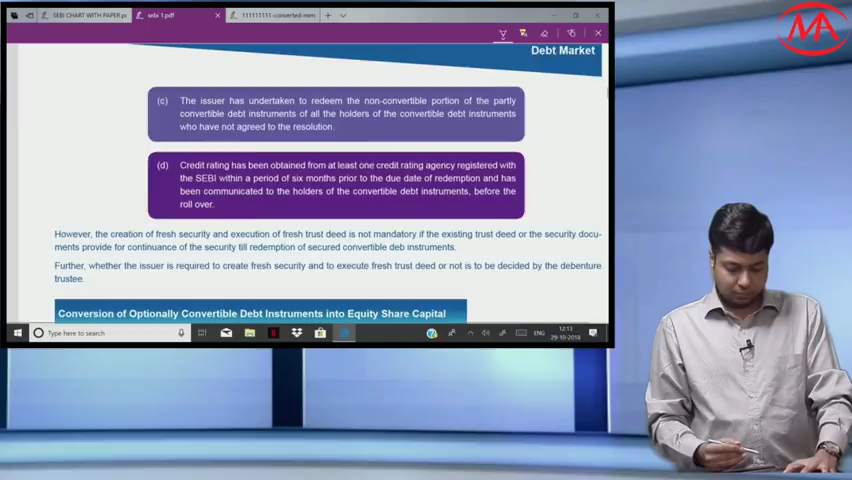 SEBI CHART WITH PAPER.pd
sebi 1.pdf
111111111-converted-mer
Debt Market
(c) The issuer has undertaken to redeem the non-convertible portion of the partly
convertible debt instruments of all the holders of the convertible debt instruments
who have not agreed to the resolution.
(d) Credit rating has been obtained from at least one credit rating agency registered with
the SEBI within a period of six months prior to the due date of redemption and has
been communicated to the holders of the convertible debt instruments, before the
roll over.
However, the creation of fresh security and execution of fresh trust deed is not mandatory if the existing trust deed or the security docu-
ments provide for continuance of the security till redemption of secured convertible deb instruments.
Further, whether the issuer is required to create fresh security and to execute fresh trust deed or not is to be decided by the debenture
trustee.
Conversion of Optionally Convertible Debt Instruments into Equity Share Capital
Type here to search
ENG
12:13
29-10-2018
MA